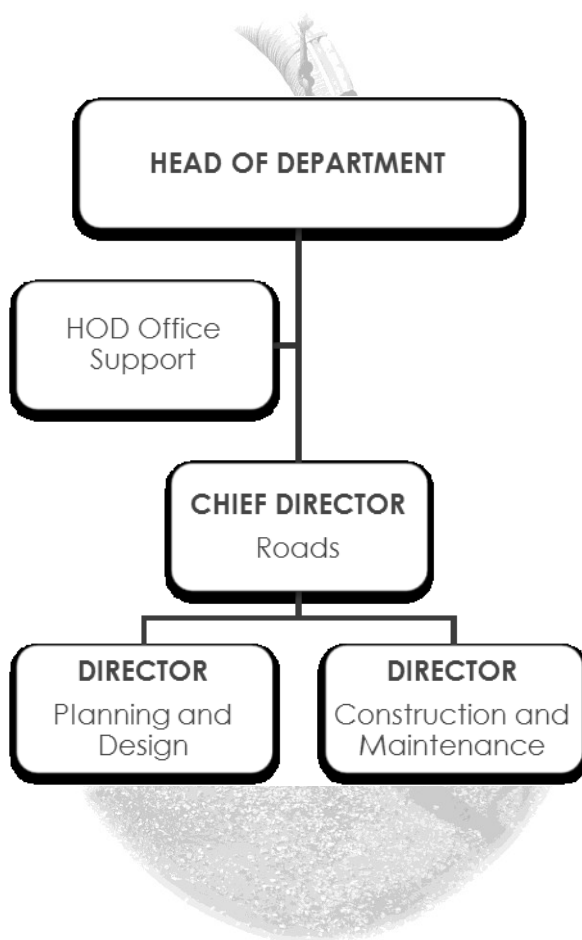 HEAD OF DEPARTMENT
HOD Office
Support
CHIEF DIRECTOR
Roads
DIRECTOR
Planning and
Design
DIRECTOR
Construction and
Maintenance